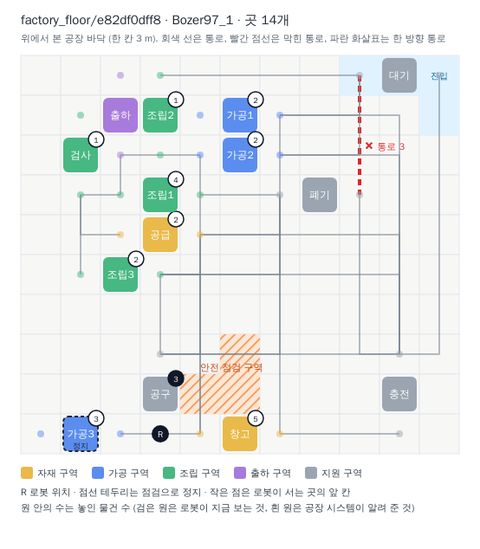 factory_floor/e82df0dff8 · Bozer97_1 · 곳 14개
위에서 본 공장 바닥 (한 칸 3 m). 회색 선은 통로, 빨간 점선은 막힌 통로, 파란 화살표는 한 방향 통로
대기
진입
출하
조립2
1
가공1
2
통로 3
검사
1
가공2
2
조립1
4
폐기
공급
2
조립3
2
안전 점검 구역
공구
3
충전
가공3
3
정지
R
창고
5
자재 구역
가공 구역
조립 구역
출하 구역
지원 구역
R 로봇 위치 · 점선 테두리는 점검으로 정지 · 작은 점은 로봇이 서는 곳의 앞 칸
원 안의 수는 놓인 물건 수 (검은 원은 로봇이 지금 보는 것, 흰 원은 공장 시스템이 알려 준 것)